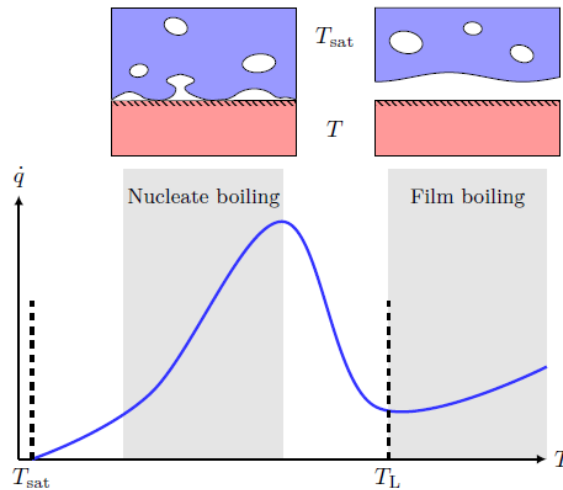 T_sat
T
q̇
Nucleate boiling
Film boiling
T_sat
T_L
T